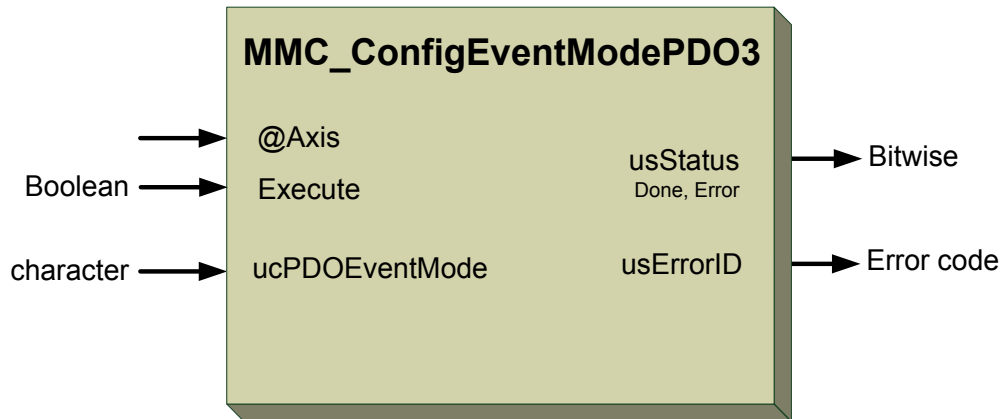 MMC_ConfigEventModePDO3
@Axis
Boolean
Execute
character
ucPDOEventMode
usStatus
Done, Error
Bitwise
usErrorID
Error code